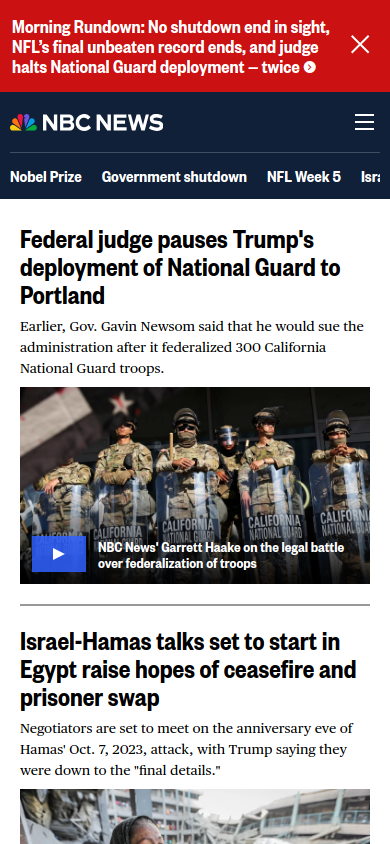 Morning Rundown: No shutdown end in sight,
NFL's final unbeaten record ends, and judge
halts National Guard deployment — twice
NBC NEWS
Nobel Prize Government shutdown NFL Week 5 Isra
Federal judge pauses Trump's
deployment of National Guard to
Portland
Earlier, Gov. Gavin Newsom said that he would sue the
administration after it federalized 300 California
National Guard troops.
CALIFORNIA
NATIONAL GUARD
CALIFORNIA
NATIONAL GUARD
CALIFORNIA
NATIONAL GUARD
NBC News' Garrett Haake on the legal battle
over federalization of troops
Israel-Hamas talks set to start in
Egypt raise hopes of ceasefire and
prisoner swap
Negotiators are set to meet on the anniversary eve of
Hamas' Oct. 7, 2023, attack, with Trump saying they
were down to the "final details."